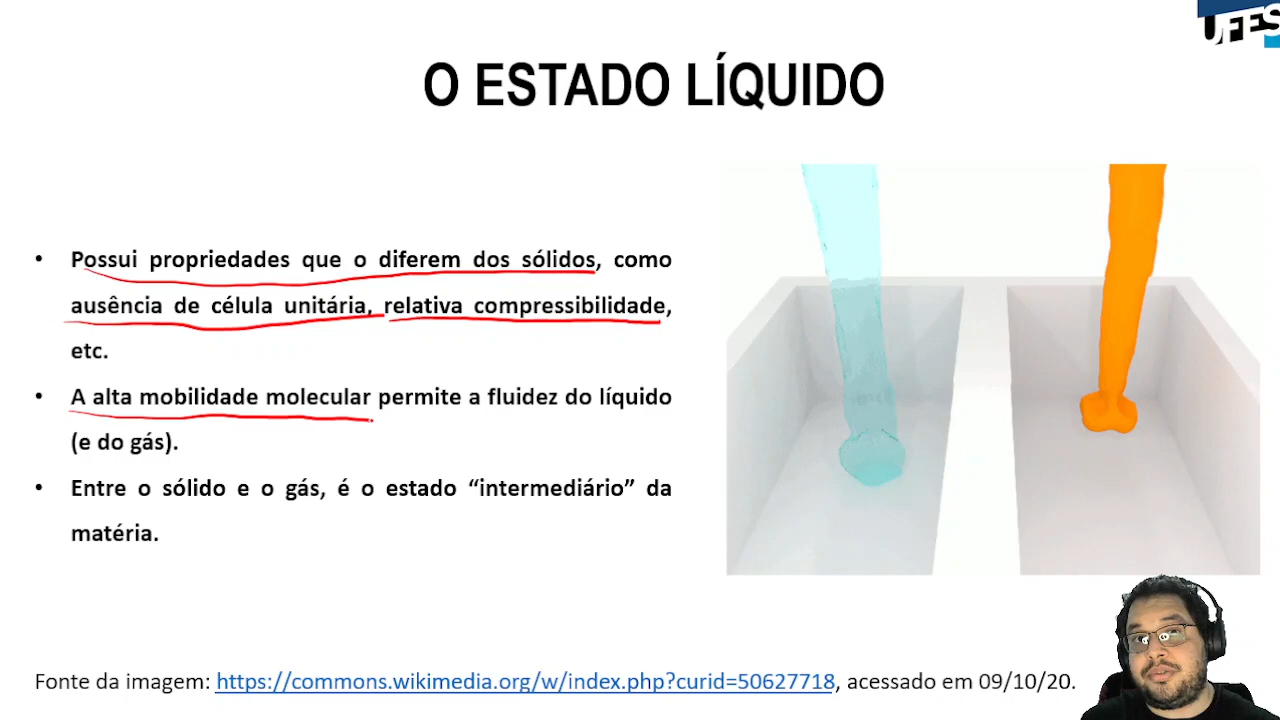 UFES
O ESTADO LÍQUIDO
• Possui propriedades que o diferem dos sólidos, como
ausência de célula unitária, relativa compressibilidade,
etc.
• A alta mobilidade molecular permite a fluidez do líquido
(e do gás).
• Entre o sólido e o gás, é o estado “intermediário” da
matéria.
Fonte da imagem: https://commons.wikimedia.org/w/index.php?curid=50627718, acessado em 09/10/20.